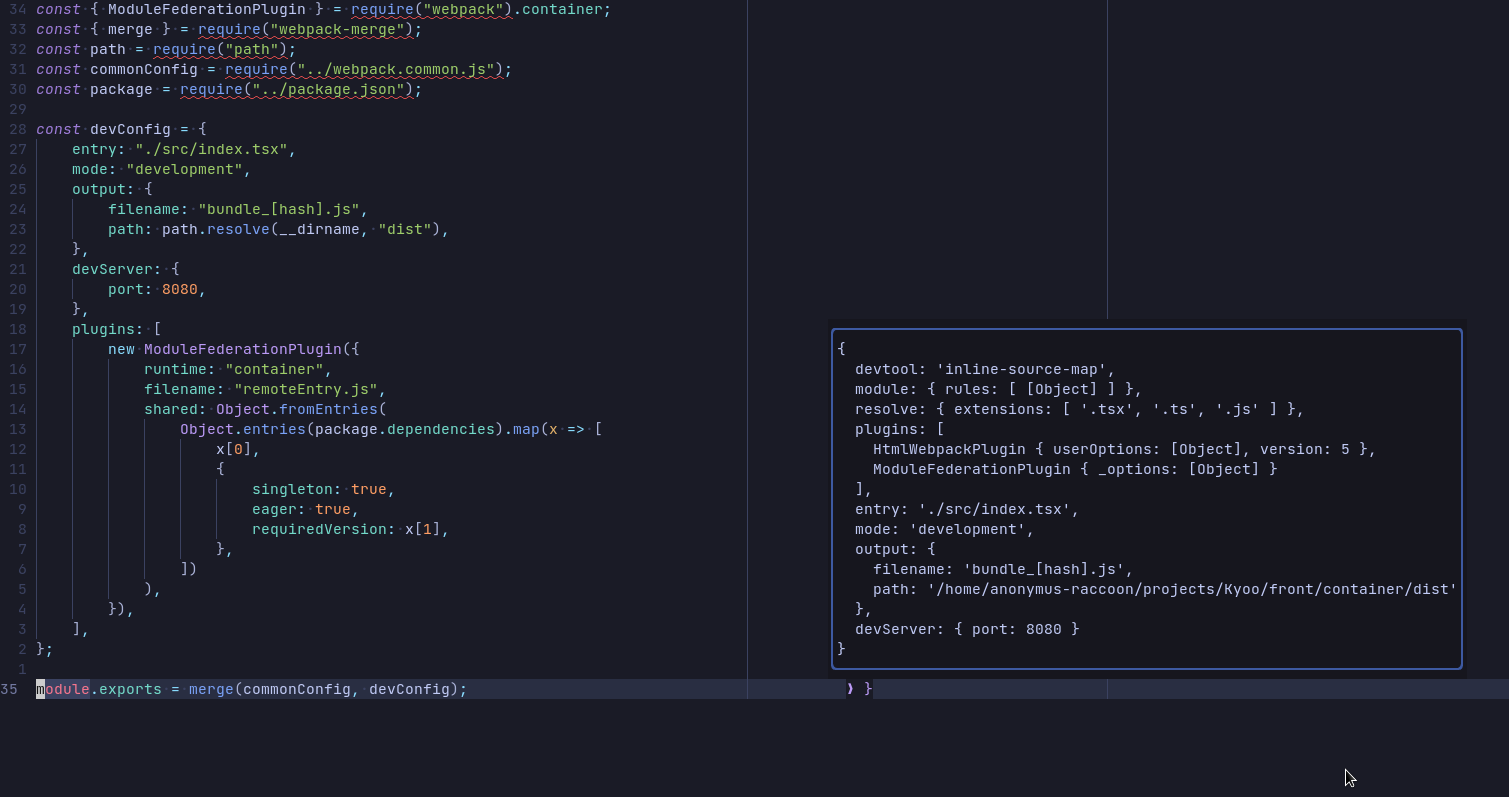 34 const { ModuleFederationPlugin } = require("webpack").container;
33 const { merge } = require("webpack-merge");
32 const path = require("path");
31 const commonConfig = require("../webpack.common.js");
30 const package = require("../package.json");
29
28 const devConfig = {
27     entry: "./src/index.tsx",
26     mode: "development",
25     output: {
24         filename: "bundle_[hash].js",
23         path: path.resolve(__dirname, "dist"),
22     },
21     devServer: {
20         port: 8080,
19     },
18     plugins: [
17         new ModuleFederationPlugin({
16             runtime: "container",
15             filename: "remoteEntry.js",
14             shared: Object.fromEntries(
13                 Object.entries(package.dependencies).map(x => [
12                     x[0],
11                     {
10                         singleton: true,
9                         eager: true,
8                         requiredVersion: x[1],
7                     },
6                 ])
5             ),
4         }),
3     ],
2 };
1
35 module.exports = merge(commonConfig, devConfig);
❫ }
{
  devtool: 'inline-source-map',
  module: { rules: [ [Object] ] },
  resolve: { extensions: [ '.tsx', '.ts', '.js' ] },
  plugins: [
    HtmlWebpackPlugin { userOptions: [Object], version: 5 },
    ModuleFederationPlugin { _options: [Object] }
  ],
  entry: './src/index.tsx',
  mode: 'development',
  output: {
    filename: 'bundle_[hash].js',
    path: '/home/anonymus-raccoon/projects/Kyoo/front/container/dist'
  },
  devServer: { port: 8080 }
}